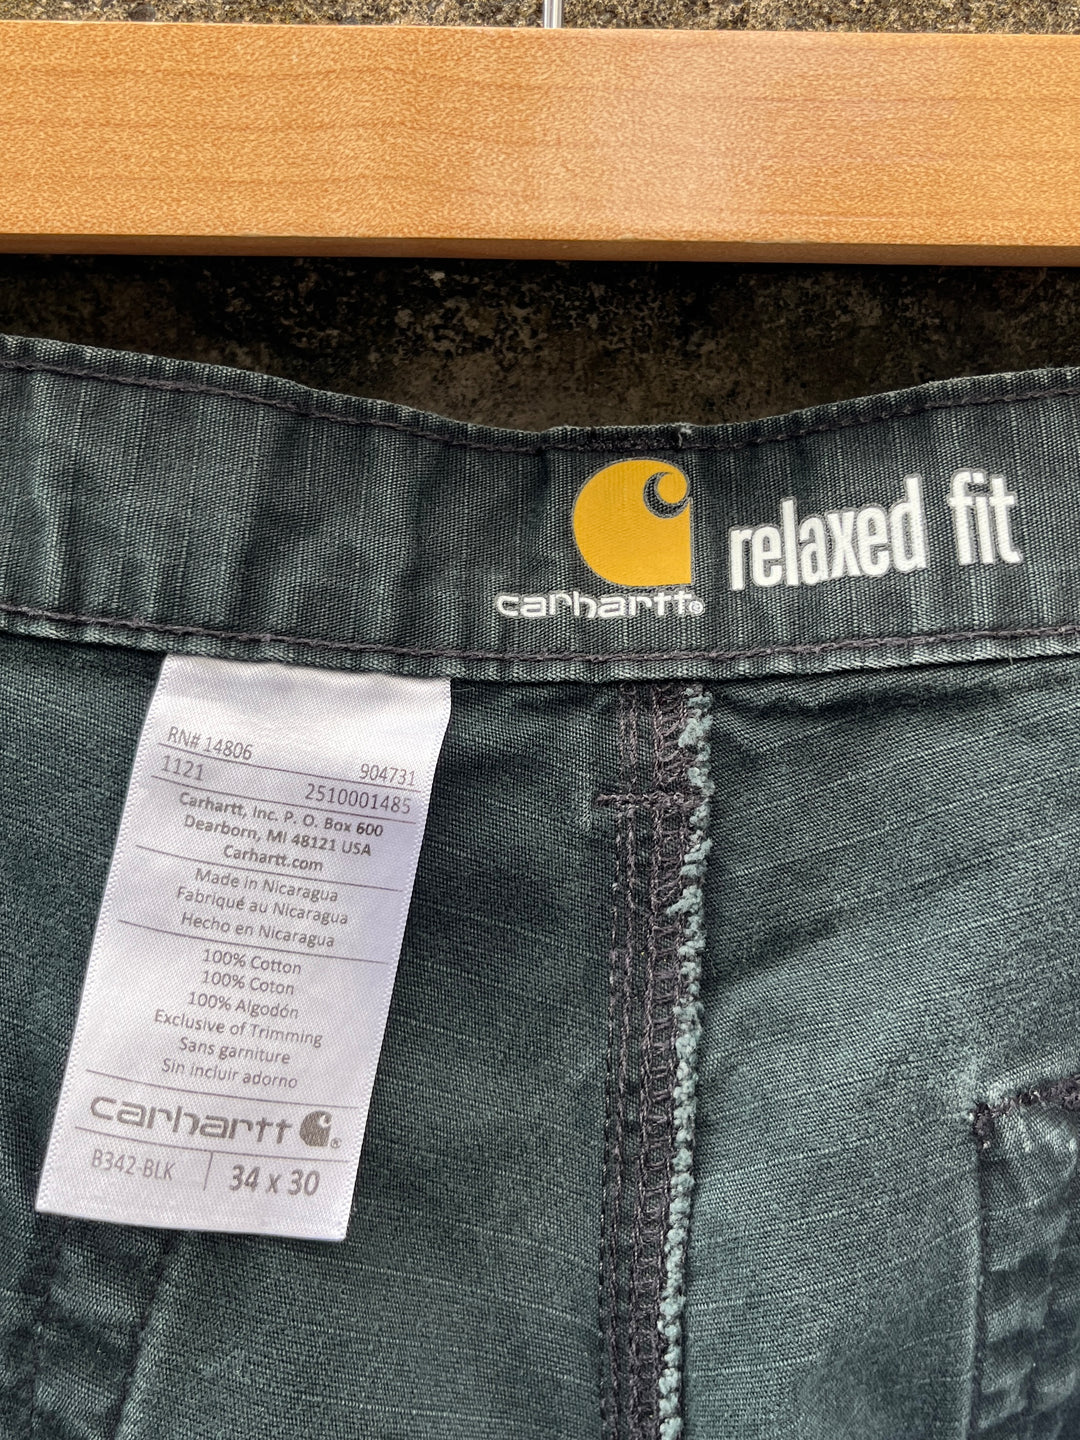 carhartt®
relaxed fit
RN# 14806 904731
1121 2510001485
Carhartt, Inc. P. O. Box 600
Dearborn, MI 48121 USA
Carhartt.com
Made in Nicaragua
Fabriqué au Nicaragua
Hecho en Nicaragua
100% Cotton
100% Coton
100% Algodón
Exclusive of Trimming
Sans garniture
Sin incluir adorno
carhartt®
B342-BLK | 34 x 30